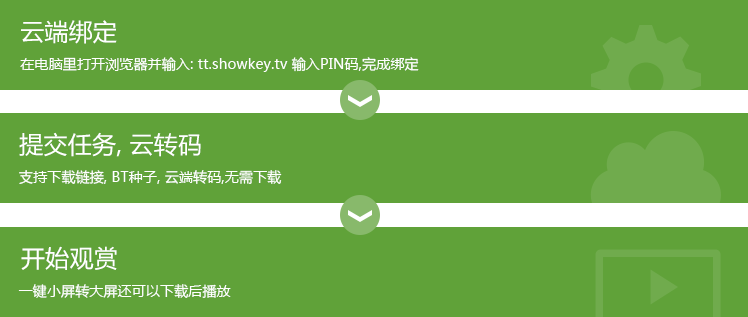 云端绑定
在电脑里打开浏览器并输入: tt.showkey.tv 输入PIN码,完成绑定
提交任务, 云转码
支持下载链接, BT种子, 云端转码,无需下载
开始观赏
一键小屏转大屏还可以下载后播放